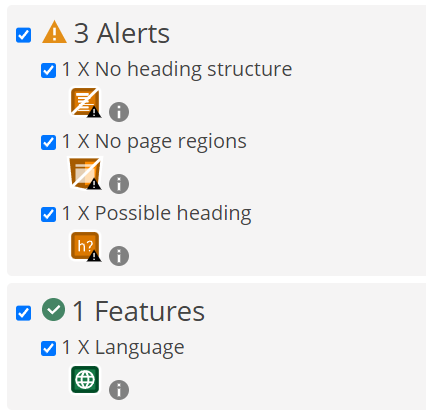 3 Alerts
1 X No heading structure
1 X No page regions
1 X Possible heading
h?
1 Features
1 X Language